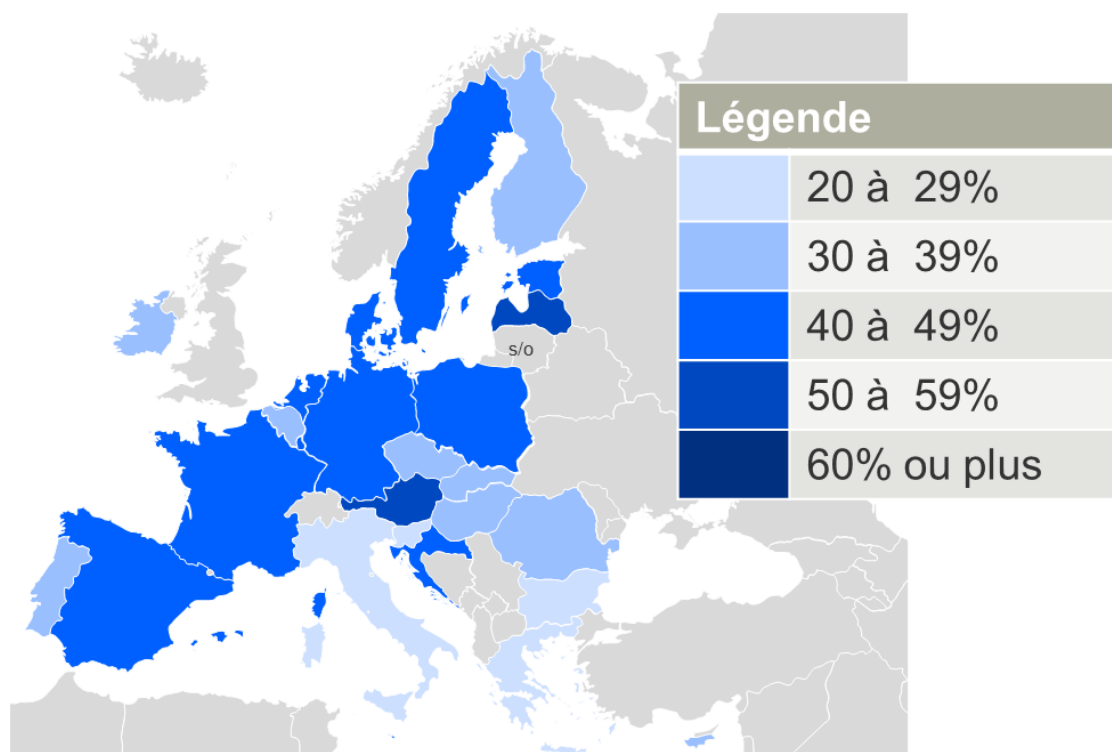 Légende
20 à  29%
30 à  39%
40 à  49%
50 à  59%
60% ou plus
s/o